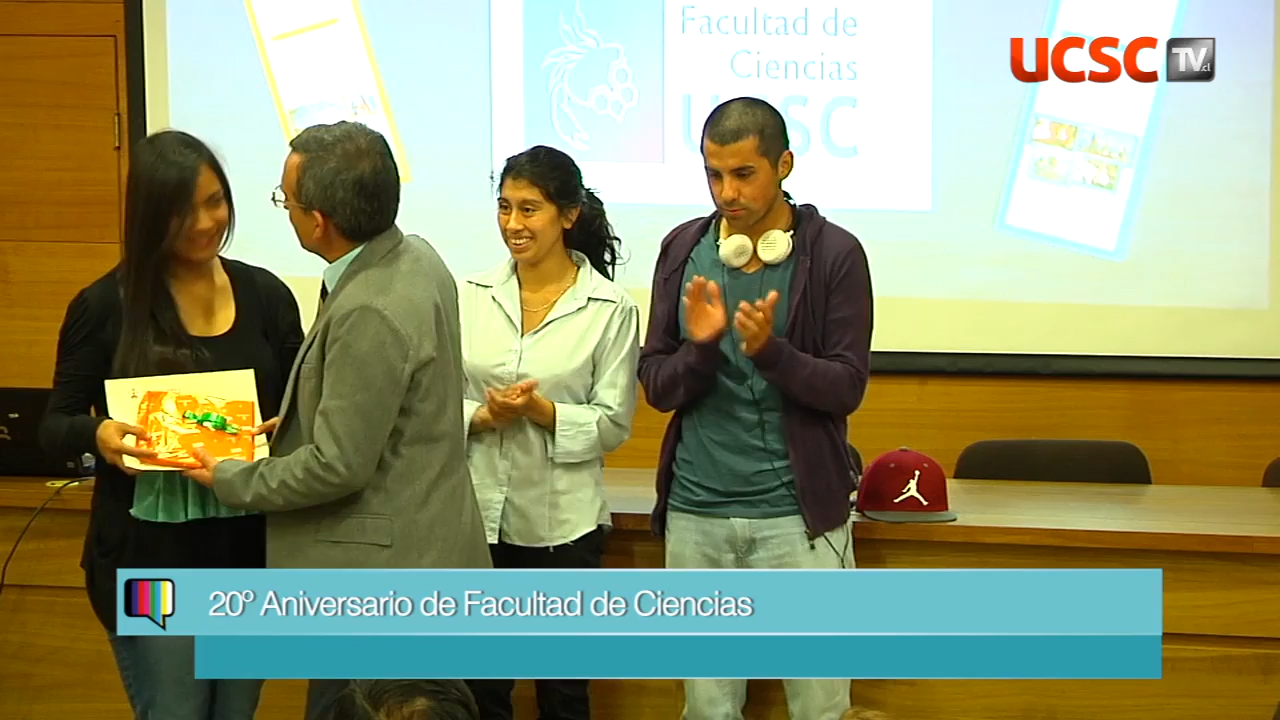 Facultad de
Ciencias
UCSC
UCSC TV.cl
20º Aniversario de Facultad de Ciencias